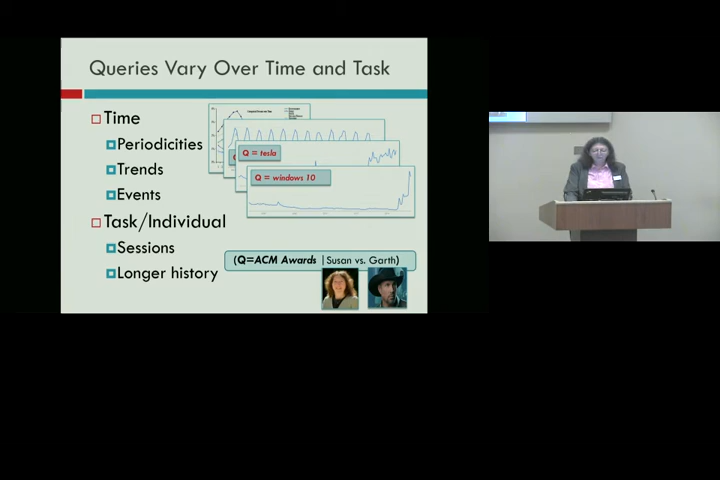 Queries Vary Over Time and Task
Time
Periodicities
Trends
Events
Q = tesla
Q = windows 10
Task/Individual
Sessions
Longer history
(Q=ACM Awards | Susan vs. Garth)